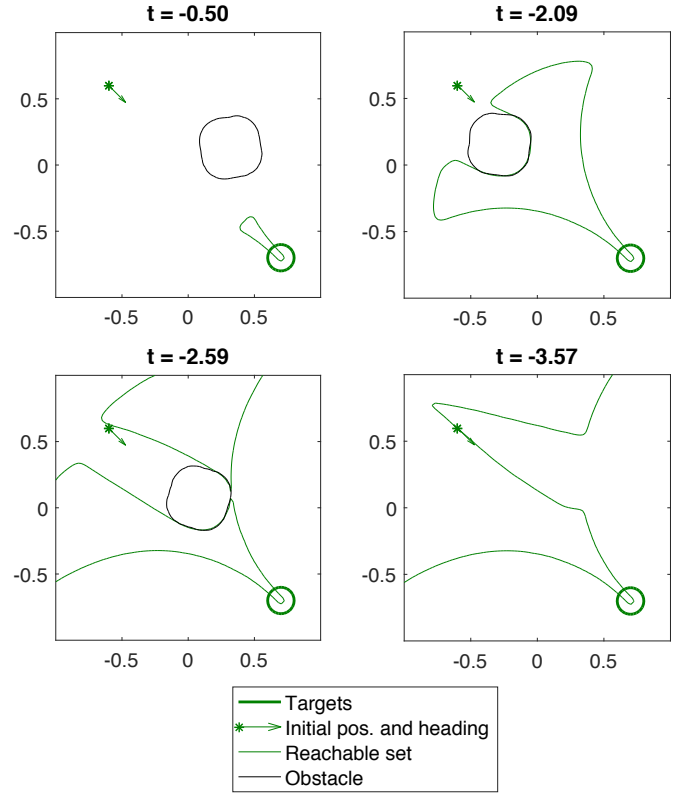 t = -0.50
t = -2.09
0.5
0
-0.5
-0.5 0 0.5
0.5
0
-0.5
-0.5 0 0.5
t = -2.59
t = -3.57
0.5
0
-0.5
-0.5 0 0.5
0.5
0
-0.5
-0.5 0 0.5
Targets
Initial pos. and heading
Reachable set
Obstacle